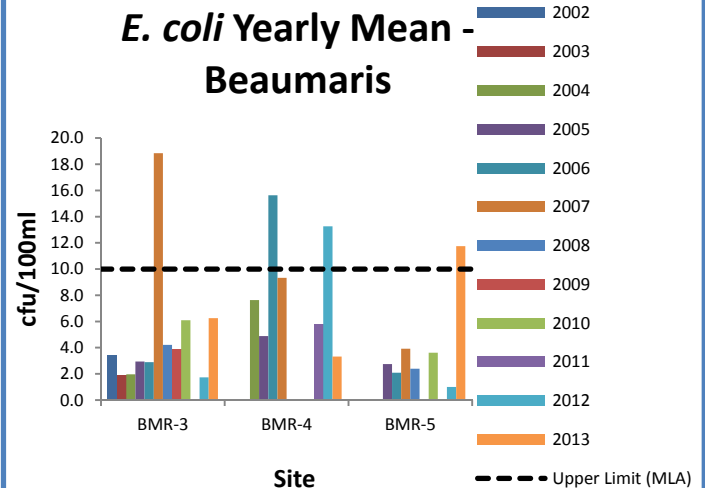 E. coli Yearly Mean -
Beaumaris
cfu/100ml
20.0
18.0
16.0
14.0
12.0
10.0
8.0
6.0
4.0
2.0
0.0
BMR-3
BMR-4
BMR-5
Site
2002
2003
2004
2005
2006
2007
2008
2009
2010
2011
2012
2013
Upper Limit (MLA)